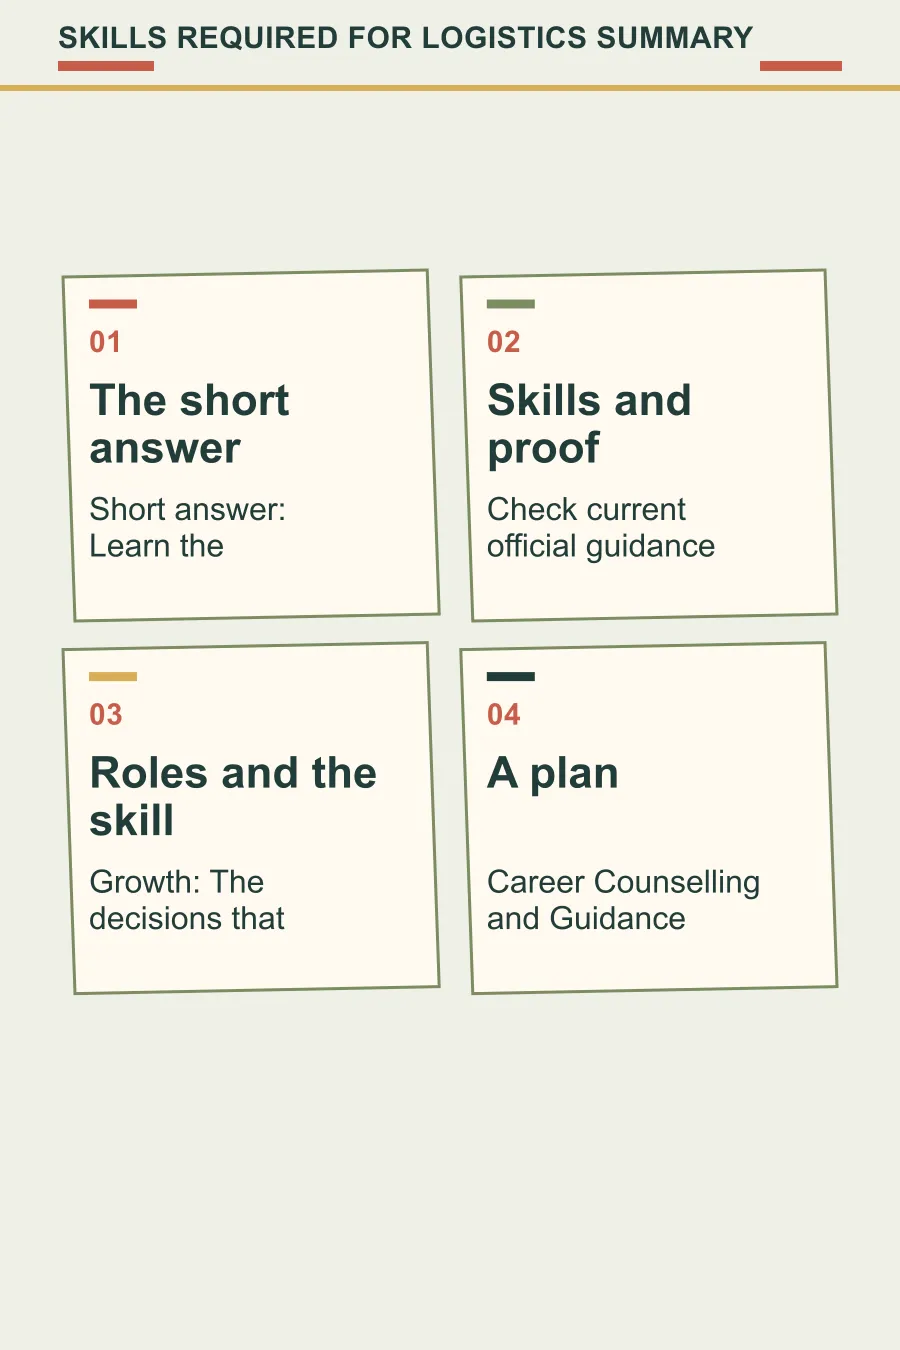 SKILLS REQUIRED FOR LOGISTICS SUMMARY
01
The short
answer
Short answer:
Learn the
02
Skills and
proof
Check current
official guidance
03
Roles and the
skill
Growth: The
decisions that
04
A plan
Career Counselling
and Guidance